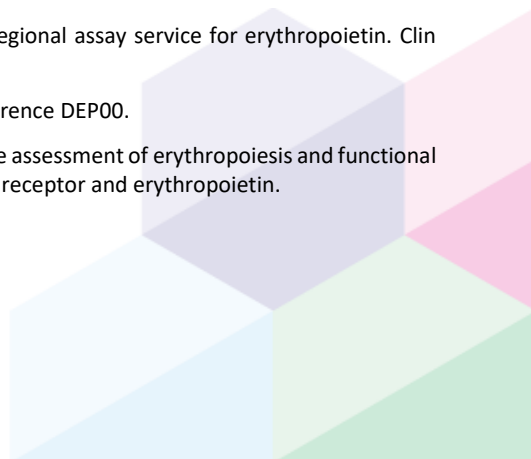 egional assay service for erythropoietin. Clin
rence DEP00.
e assessment of erythropoiesis and functional
receptor and erythropoietin.